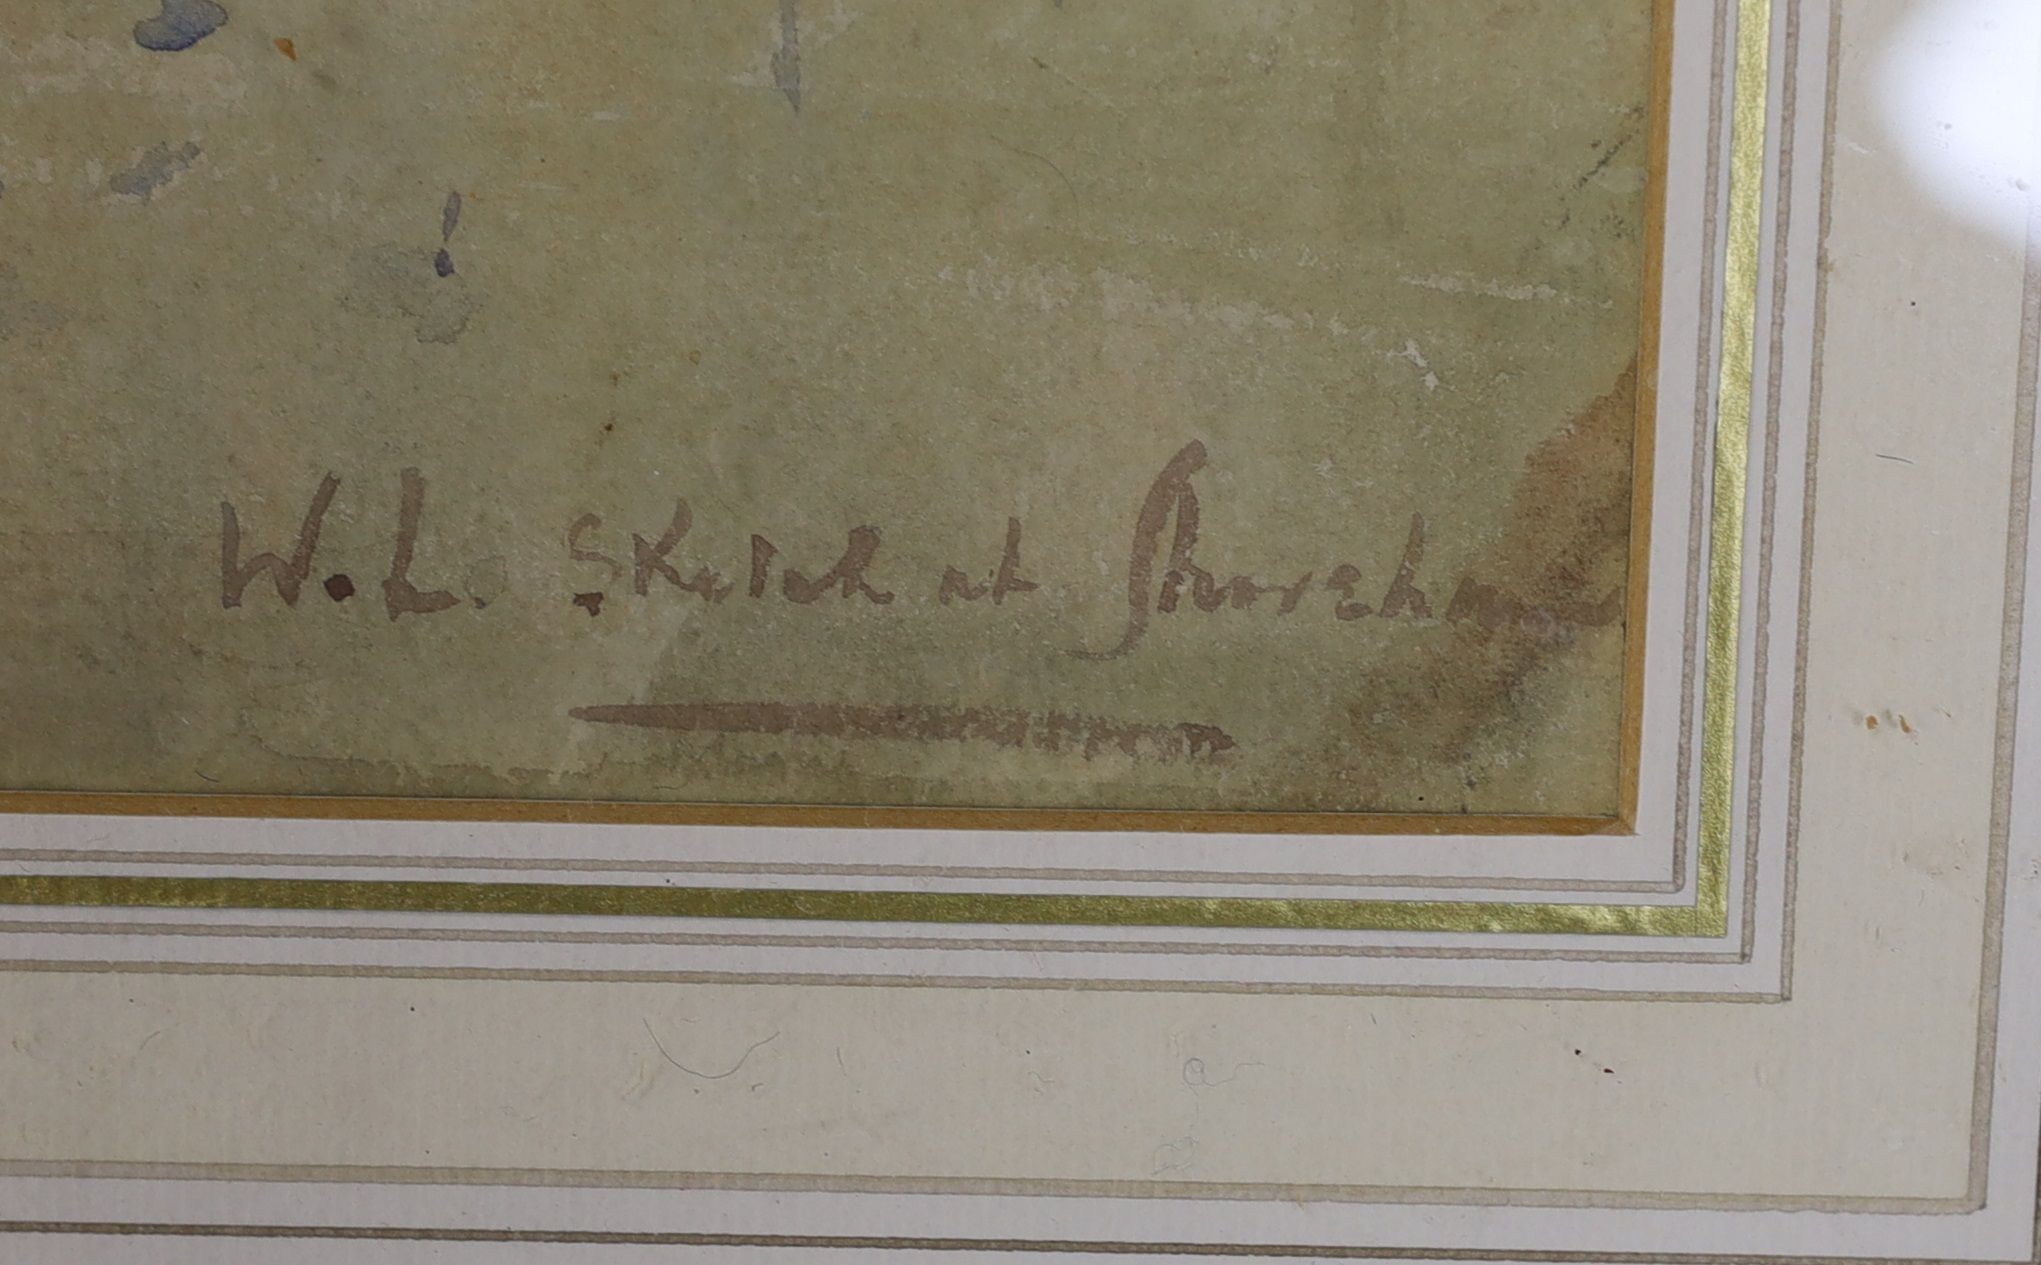 W. L. Sketch at Shoreham